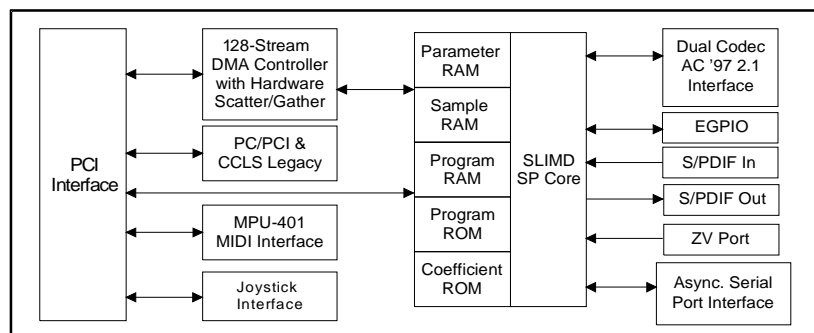 PCI
Interface
128-Stream
DMA Controller
with Hardware
Scatter/Gather
PC/PCI &
CCLS Legacy
MPU-401
MIDI Interface
Joystick
Interface
Parameter
RAM
Sample
RAM
Program
RAM
Program
ROM
Coefficient
ROM
SLIMD
SP Core
Dual Codec
AC '97 2.1
Interface
EGPIO
S/PDIF In
S/PDIF Out
ZV Port
Async. Serial
Port Interface